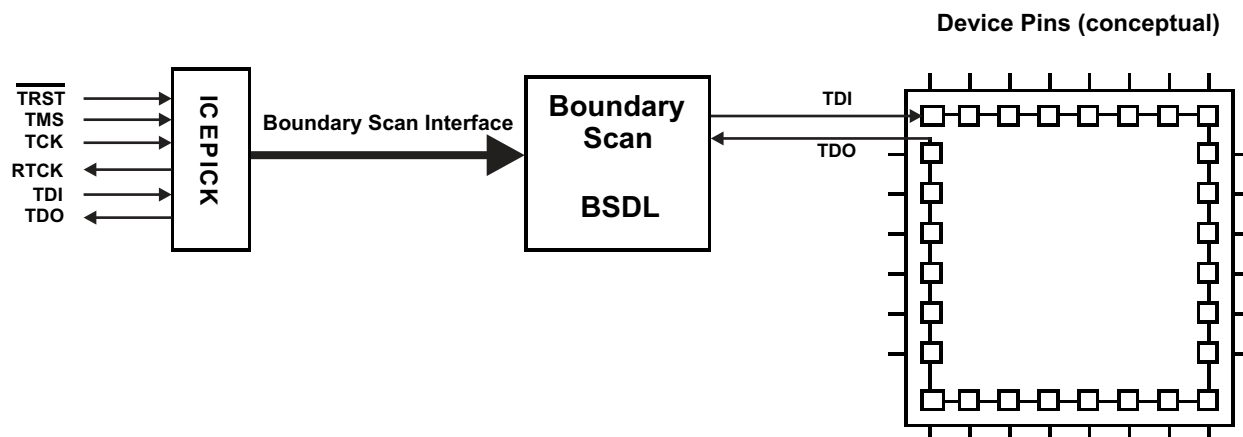 Device Pins (conceptual)
TRST
TMS
TCK
RTCK
TDI
TDO
ICEPICK
Boundary Scan Interface
Boundary
Scan
BSDL
TDI
TDO